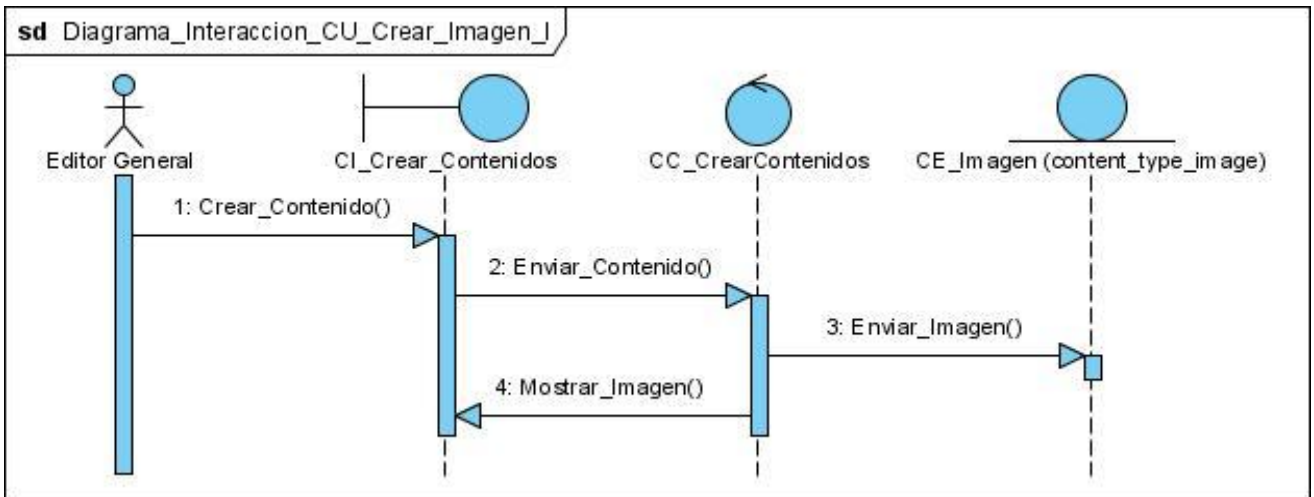 sd Diagrama_Interaccion_CU_Crear_Imagen_I
Editor General
CI_Crear_Contenidos
CC_CrearContenidos
CE_Imagen (content_type_image)
1: Crear_Contenido()
2: Enviar_Contenido()
3: Enviar_Imagen()
4: Mostrar_Imagen()